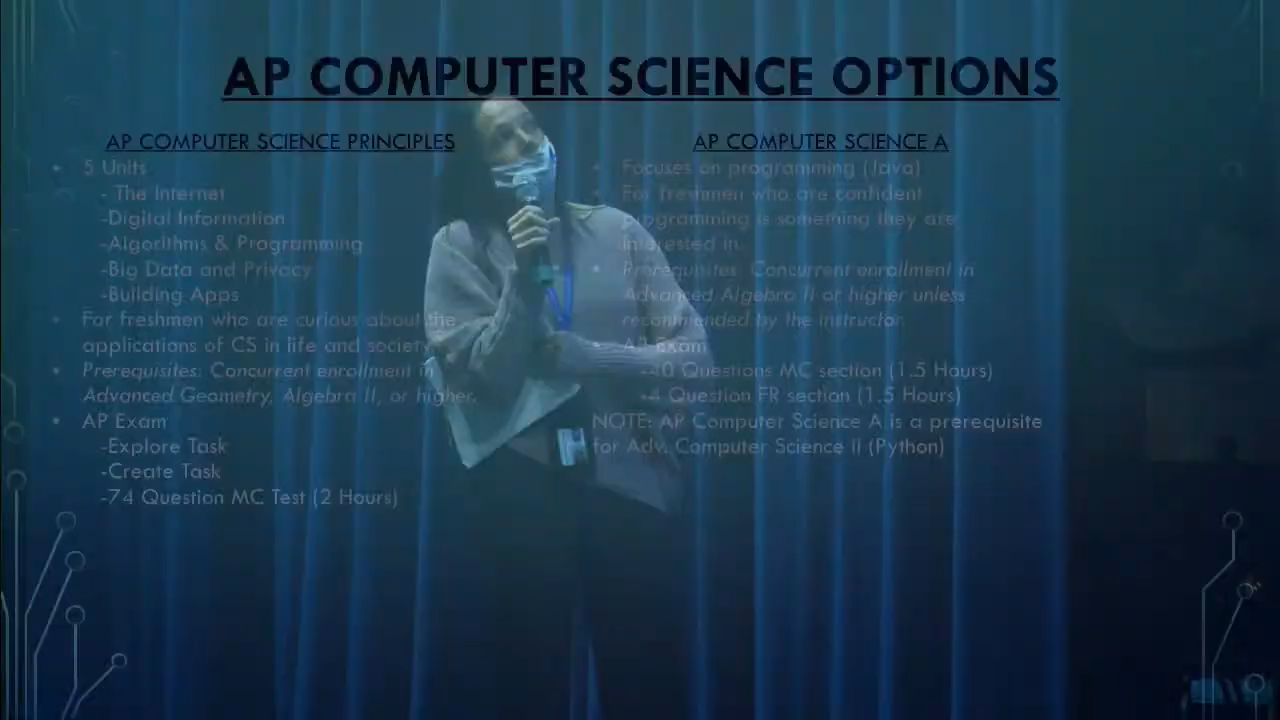 AP COMPUTER SCIENCE OPTIONS
AP COMPUTER SCIENCE PRINCIPLES
• 5 Units
- The Internet
-Digital Information
-Algorithms & Programming
-Big Data and Privacy
-Building Apps
• For freshmen who are curious about the
applications of CS in life and society
• Prerequisites: Concurrent enrollment in
Advanced Geometry, Algebra II, or higher.
• AP Exam
-Explore Task
-Create Task
-74 Question MC Test (2 Hours)
AP COMPUTER SCIENCE A
• Focuses on programming (Java)
• For freshmen who are confident
programming is something they are
interested in.
• Prerequisites: Concurrent enrollment in
Advanced Algebra II or higher unless
recommended by the instructor.
• AP Exam
-40 Questions MC section (1.5 Hours)
-4 Question FR section (1.5 Hours)
NOTE: AP Computer Science A is a prerequisite
for Adv. Computer Science II (Python)